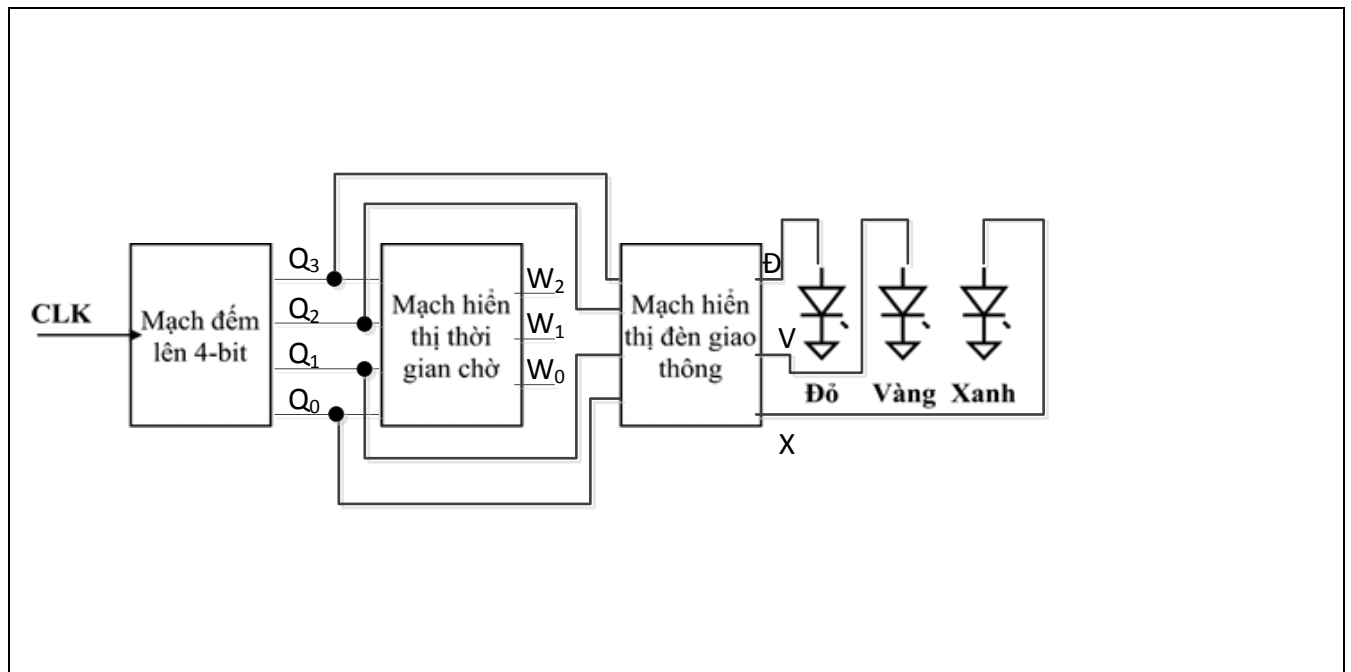 CLK
Mạch đếm
lên 4-bit
Q₃
Q₂
Q₁
Q₀
Mạch hiển
thị thời
gian chờ
W₂
W₁
W₀
Mạch hiển
thị đèn giao
thông
Đ
V
X
Đỏ Vàng Xanh